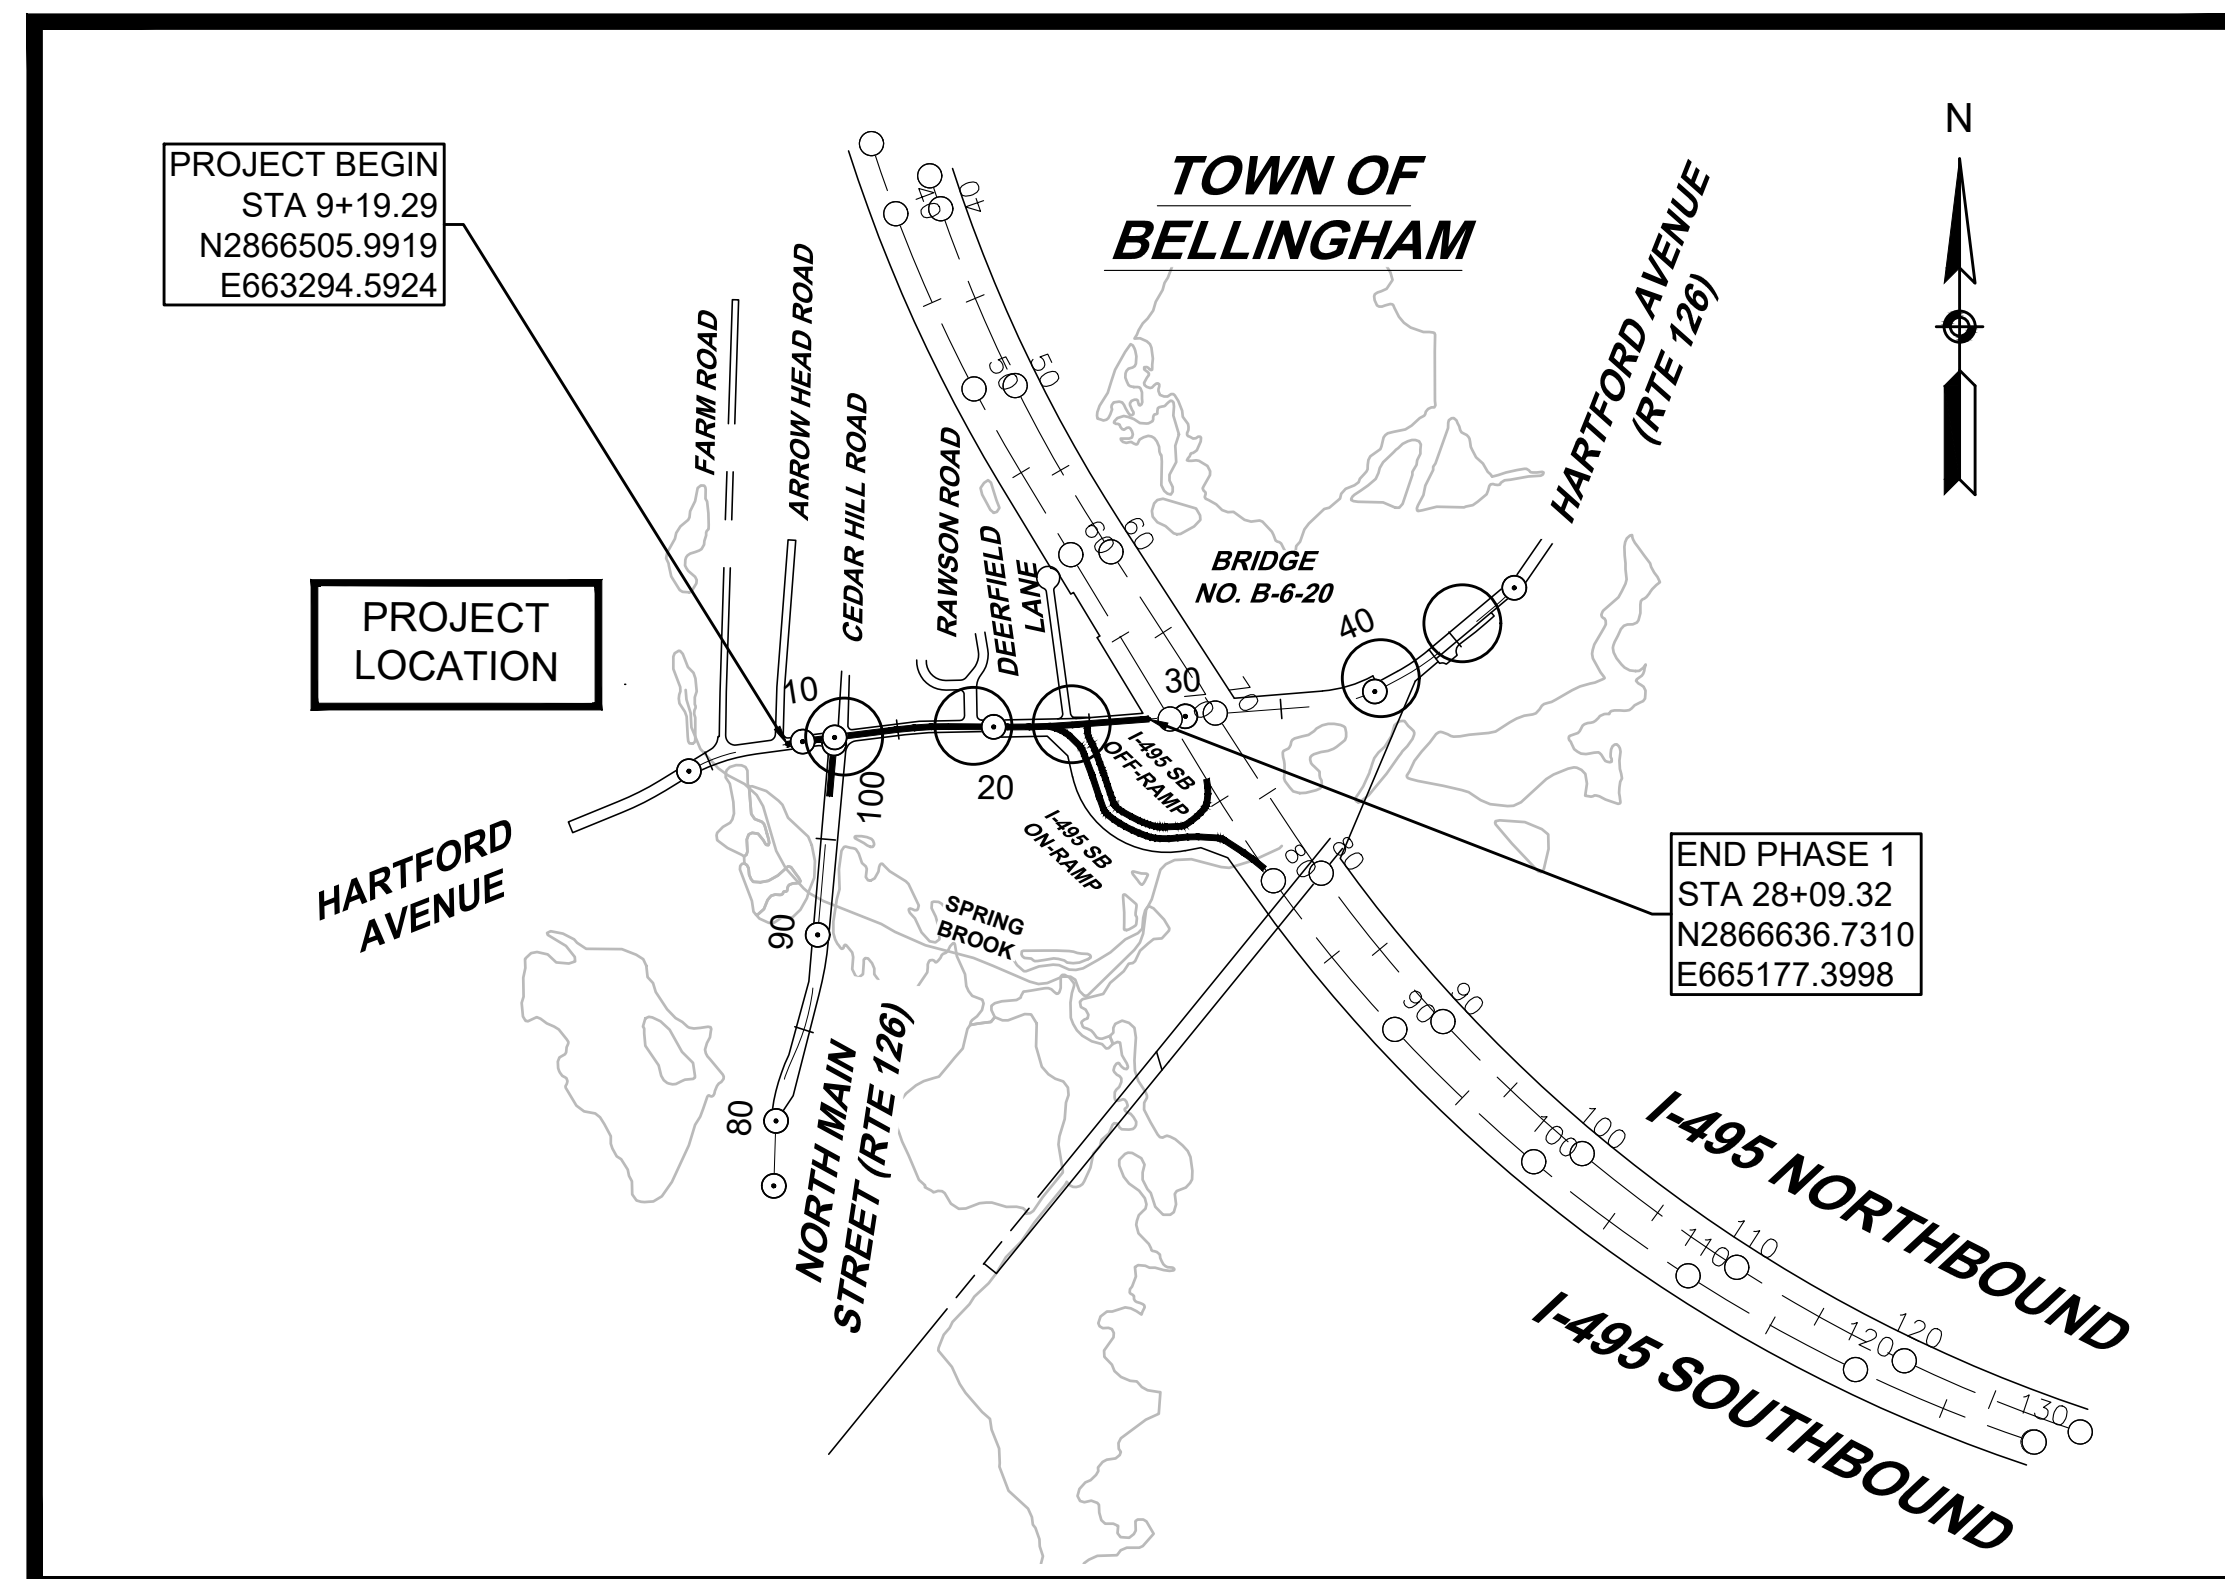 PROJECT BEGIN
STA 9+19.29
N2866505.9919
E663294.5924
TOWN OF
BELLINGHAM
N
HARTFORD AVENUE
(RTE 126)
FARM ROAD
ARROW HEAD ROAD
CEDAR HILL ROAD
RAWSON ROAD
DEERFIELD
LANE
40
40
50
50
60
60
BRIDGE
NO. B-6-20
PROJECT
LOCATION
10
20
30
40
70
70
100
I-495 SB
OFF-RAMP
I-495 SB
ON-RAMP
80
80
HARTFORD
AVENUE
END PHASE 1
STA 28+09.32
N2866636.7310
E665177.3998
SPRING
BROOK
90
80
NORTH MAIN
STREET (RTE 126)
90
90
100
100
110
110
120
120
130
I-495 NORTHBOUND
I-495 SOUTHBOUND